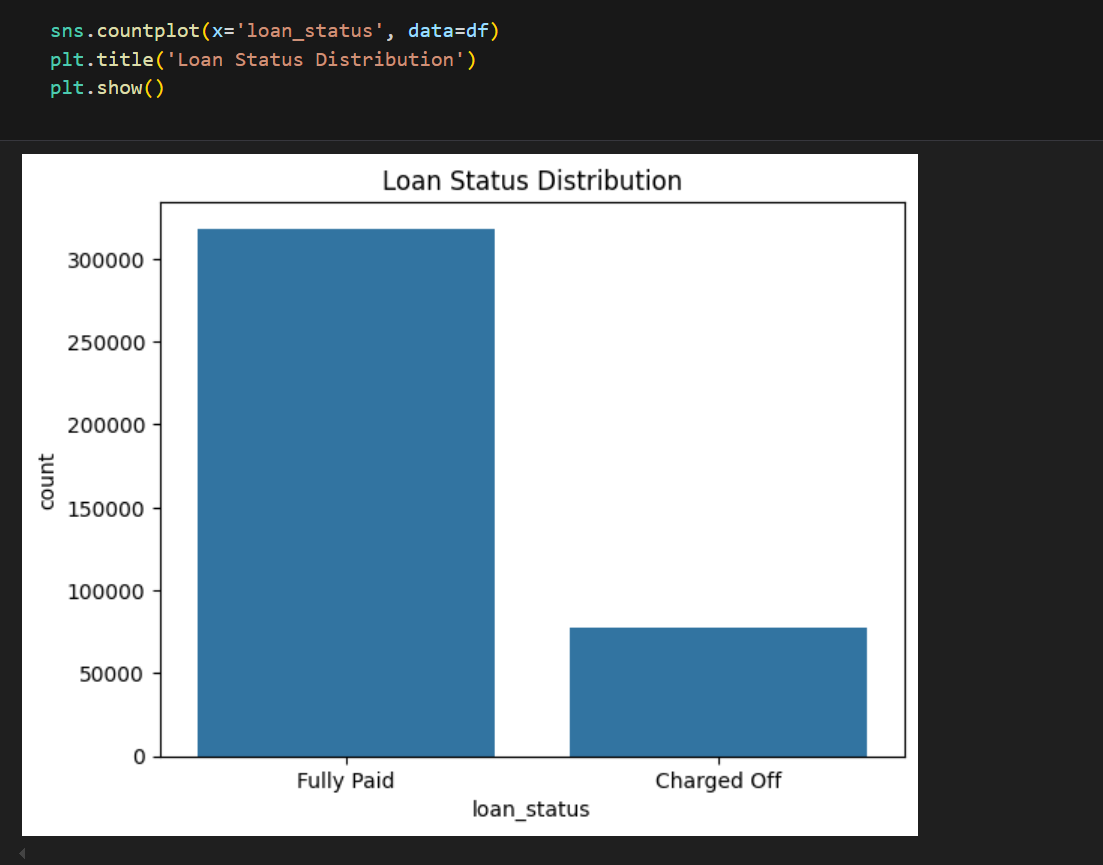 sns.countplot(x='loan_status', data=df)
plt.title('Loan Status Distribution')
plt.show()
Loan Status Distribution
300000
250000
200000
150000
100000
50000
0
count
Fully Paid Charged Off
loan_status